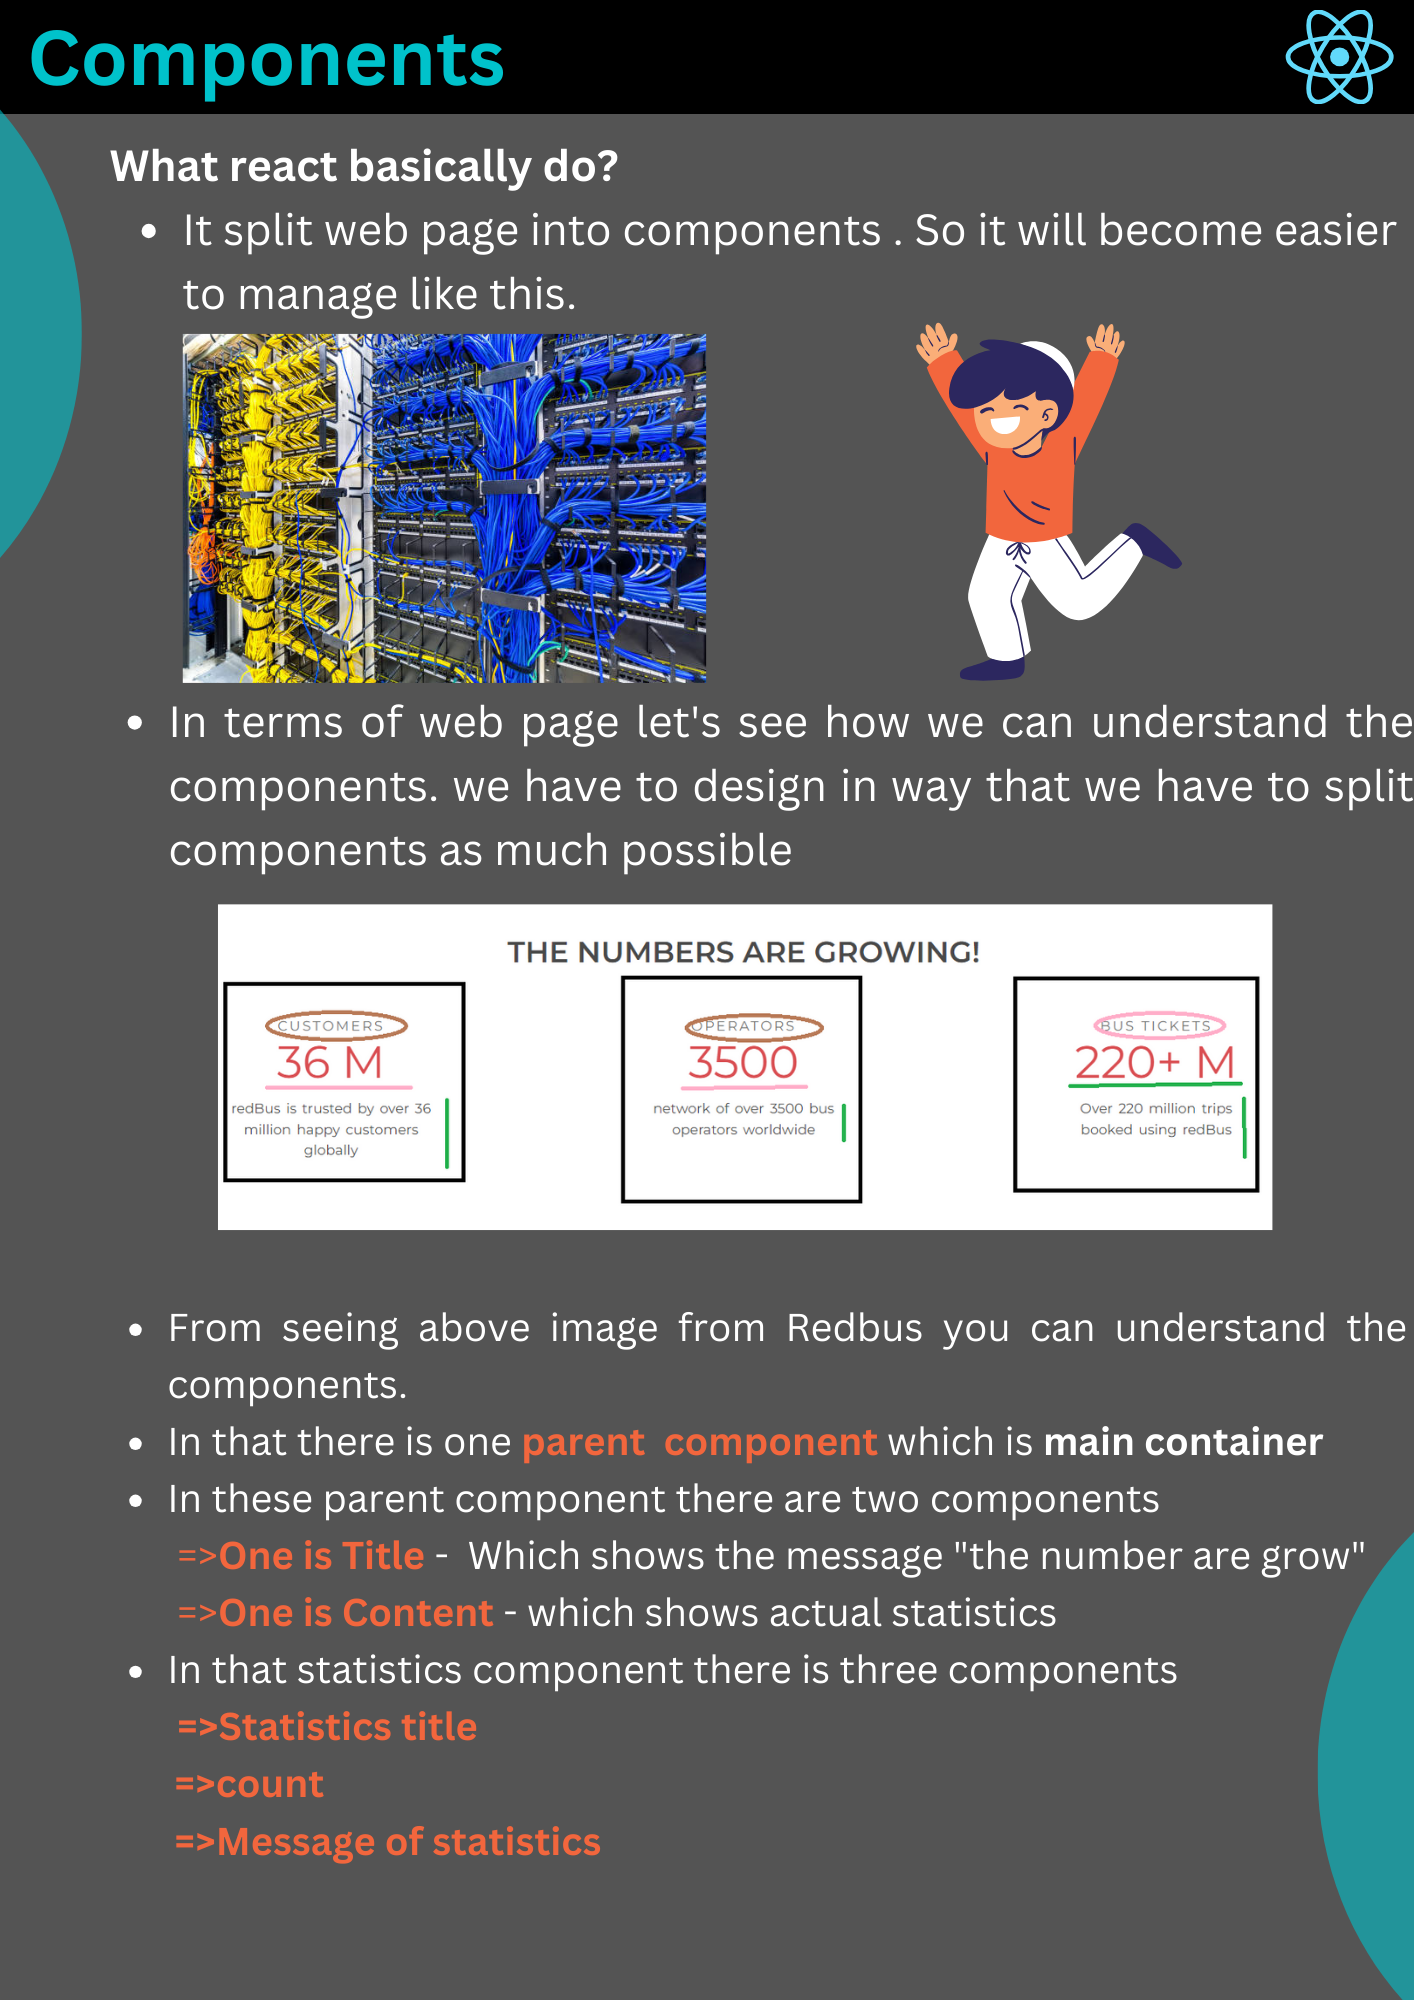 Components
What react basically do?
It split web page into components . So it will become easier
to manage like this.
In terms of web page let's see how we can understand the
components. we have to design in way that we have to split
components as much possible
THE NUMBERS ARE GROWING!
CUSTOMERS
36 M
redBus is trusted by over 36
million happy customers
globally
OPERATORS
3500
network of over 3500 bus
operators worldwide
BUS TICKETS
220+ M
Over 220 million trips
booked using redBus
From seeing above image from Redbus you can understand the
components.
In that there is one parent component which is main container
In these parent component there are two components
=>One is Title - Which shows the message "the number are grow"
=>One is Content - which shows actual statistics
In that statistics component there is three components
=>Statistics title
=>count
=>Message of statistics